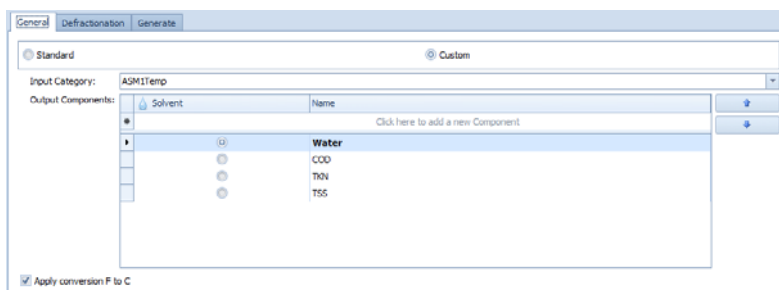 General Defractionation Generate
Standard Custom
Input Category: ASM1Temp
Output Components: Solvent Name
Click here to add a new Component
Water
COD
TKN
TSS
Apply conversion F to C